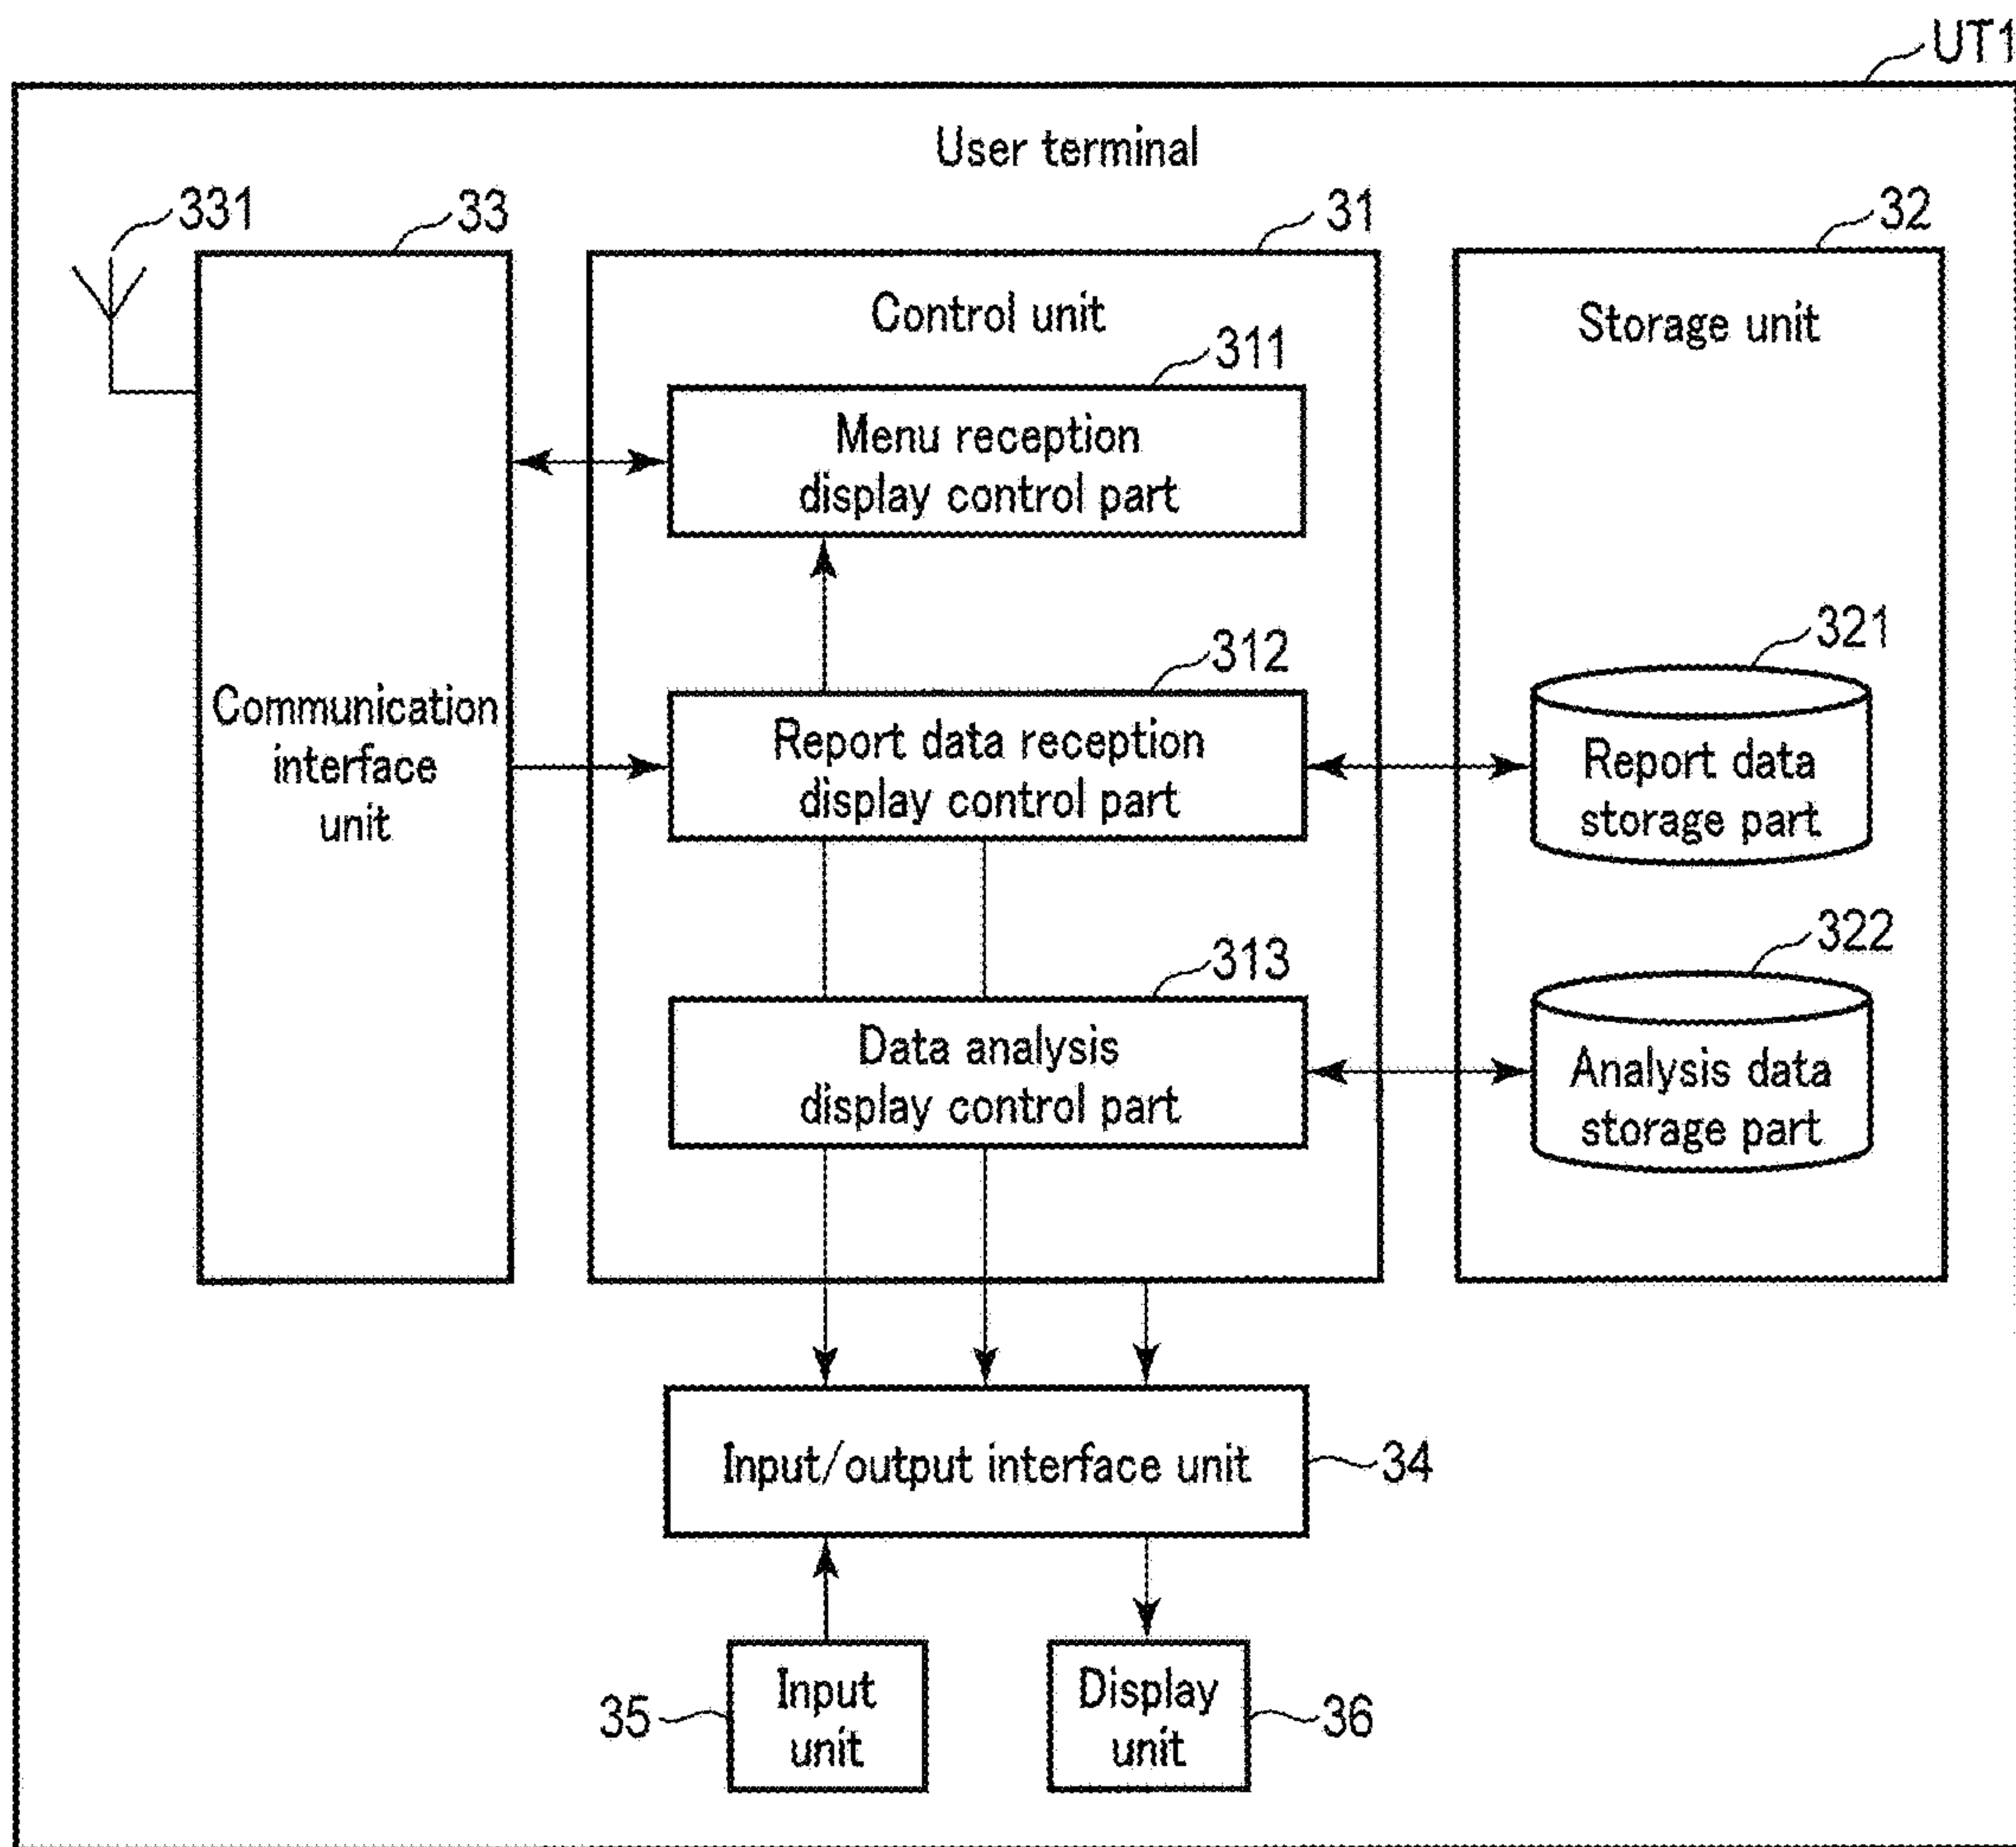 UT1
User terminal
331
33
31
32
Control unit
Storage unit
311
Menu reception
display control part
312
321
Communication
interface
unit
Report data reception
display control part
Report data
storage part
313
322
Data analysis
display control part
Analysis data
storage part
Input/output interface unit
34
35
Input
unit
Display
unit
36